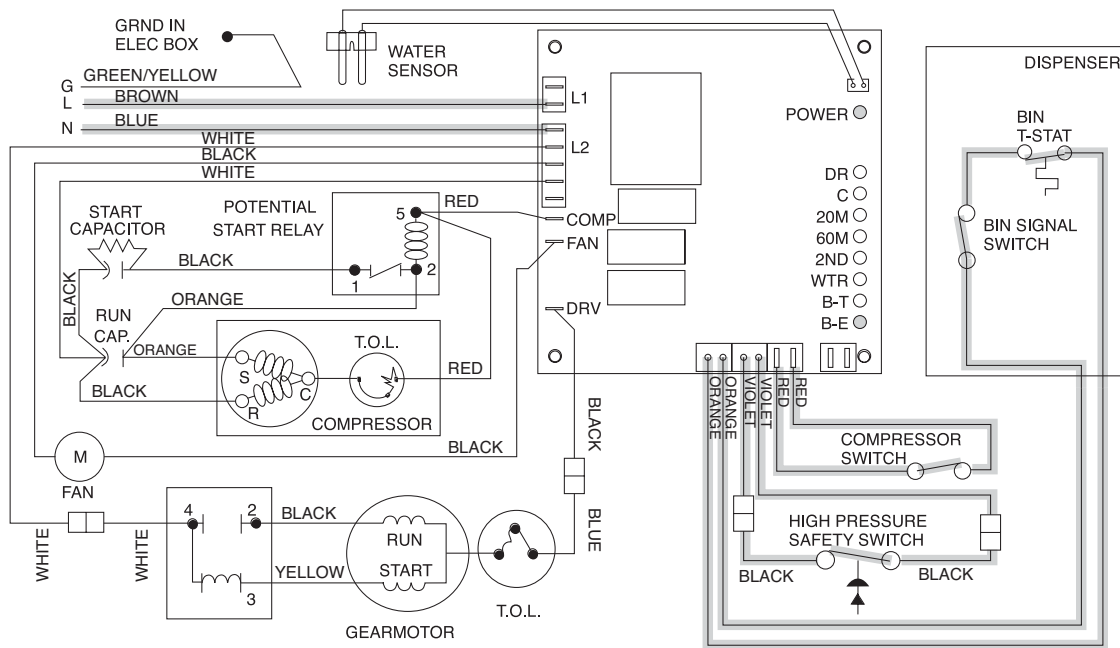 GRND IN
ELEC BOX
WATER
SENSOR
DISPENSER
G
GREEN/YELLOW
L
BROWN
L1
POWER
BIN
T-STAT
N
BLUE
WHITE
L2
BLACK
WHITE
DR
C
20M
60M
2ND
WTR
B-T
B-E
START
CAPACITOR
POTENTIAL
START RELAY
5
RED
COMP
FAN
BIN SIGNAL
SWITCH
BLACK
1
2
DRV
BLACK
ORANGE
RUN
CAP.
ORANGE
T.O.L.
S
C
R
RED
BLACK
COMPRESSOR
ORANGE
ORANGE
VIOLET
VIOLET
RED
RED
BLACK
COMPRESSOR
SWITCH
M
FAN
BLACK
4
2
BLACK
RUN
START
YELLOW
3
WHITE
WHITE
BLUE
T.O.L.
GEARMOTOR
HIGH PRESSURE
SAFETY SWITCH
BLACK
BLACK